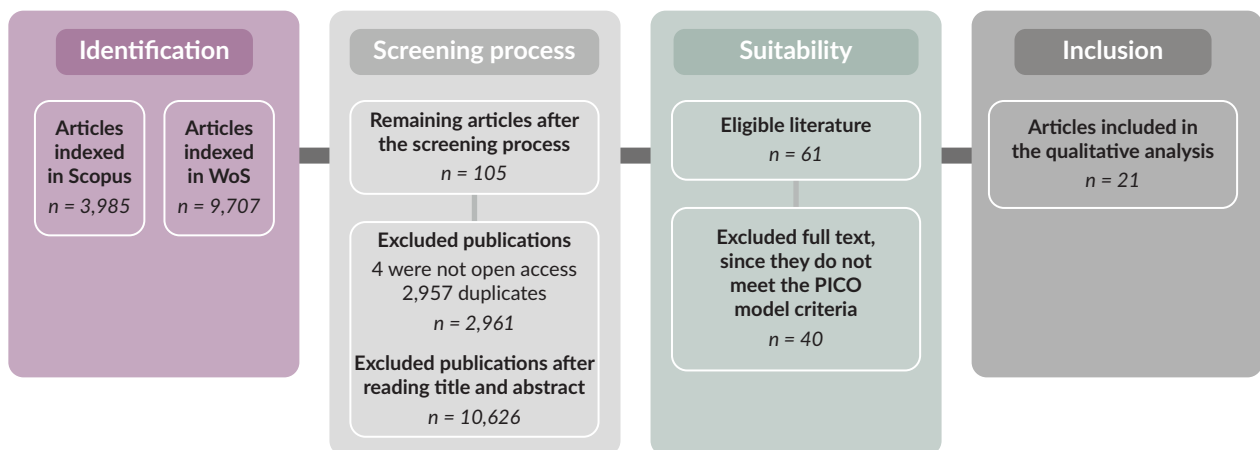 Identification
Articles
indexed
in Scopus
n = 3,985
Articles
indexed
in WoS
n = 9,707
Screening process
Remaining articles after
the screening process
n = 105
Excluded publications
4 were not open access
2,957 duplicates
n = 2,961
Excluded publications after
reading title and abstract
n = 10,626
Suitability
Eligible literature
n = 61
Excluded full text,
since they do not
meet the PICO
model criteria
n = 40
Inclusion
Articles included in
the qualitative analysis
n = 21